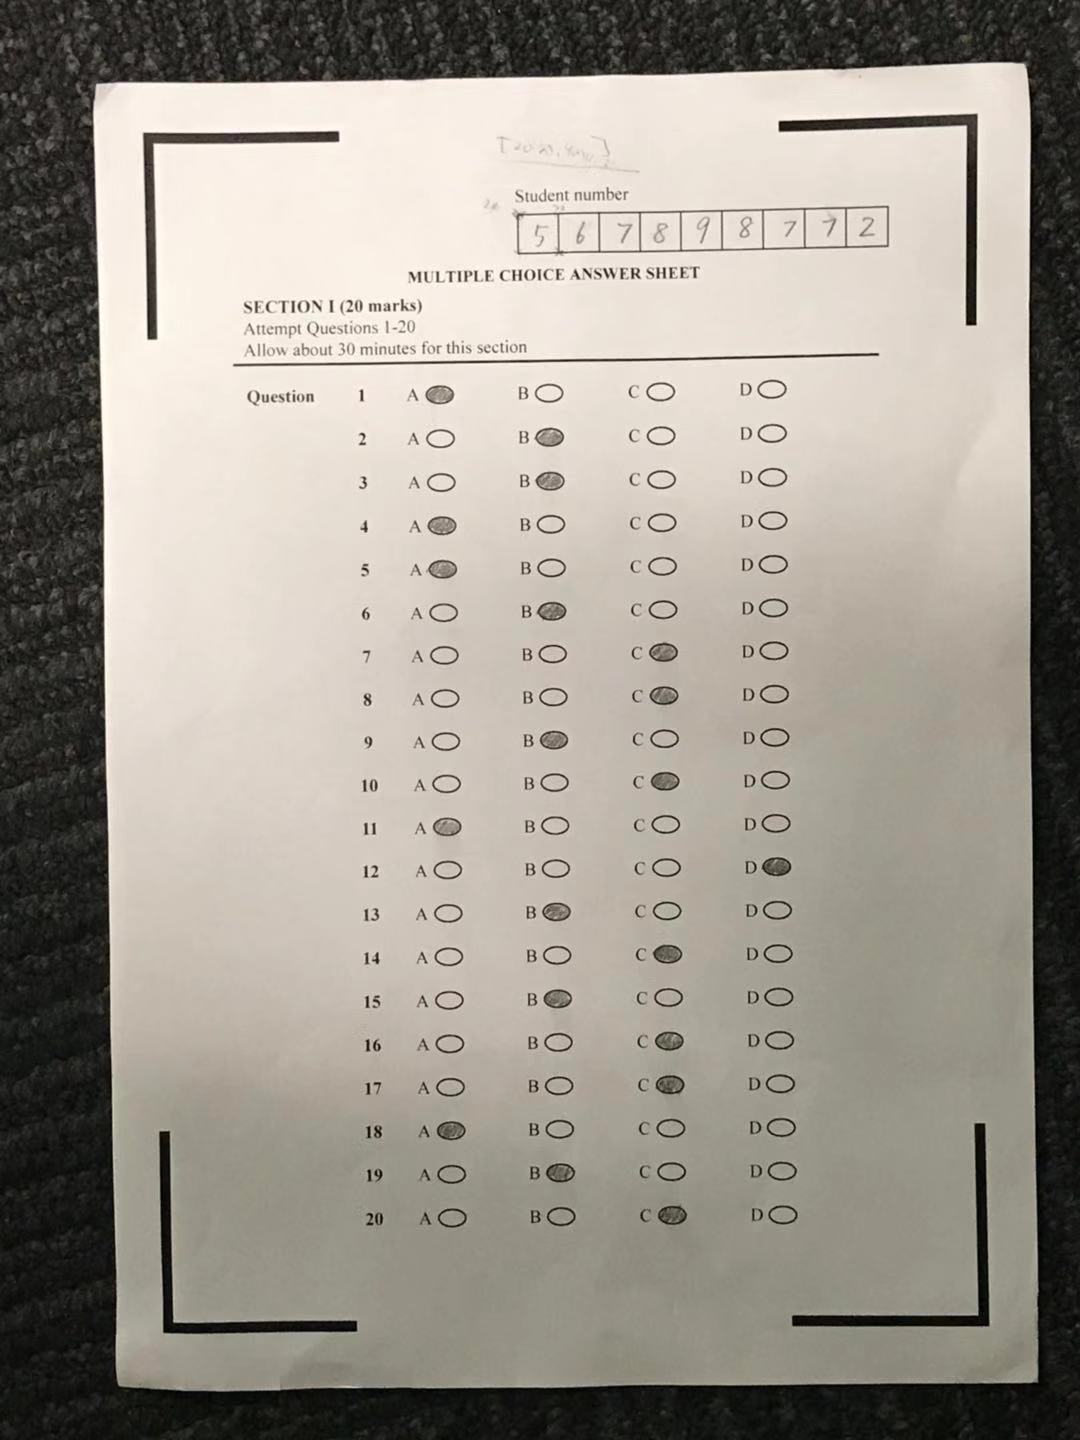 Student number
5 6 7 8 9 8 7 7 2
MULTIPLE CHOICE ANSWER SHEET
SECTION I (20 marks)
Attempt Questions 1-20
Allow about 30 minutes for this section
Question 1 A B C D
2 A B C D
3 A B C D
4 A B C D
5 A B C D
6 A B C D
7 A B C D
8 A B C D
9 A B C D
10 A B C D
11 A B C D
12 A B C D
13 A B C D
14 A B C D
15 A B C D
16 A B C D
17 A B C D
18 A B C D
19 A B C D
20 A B C D